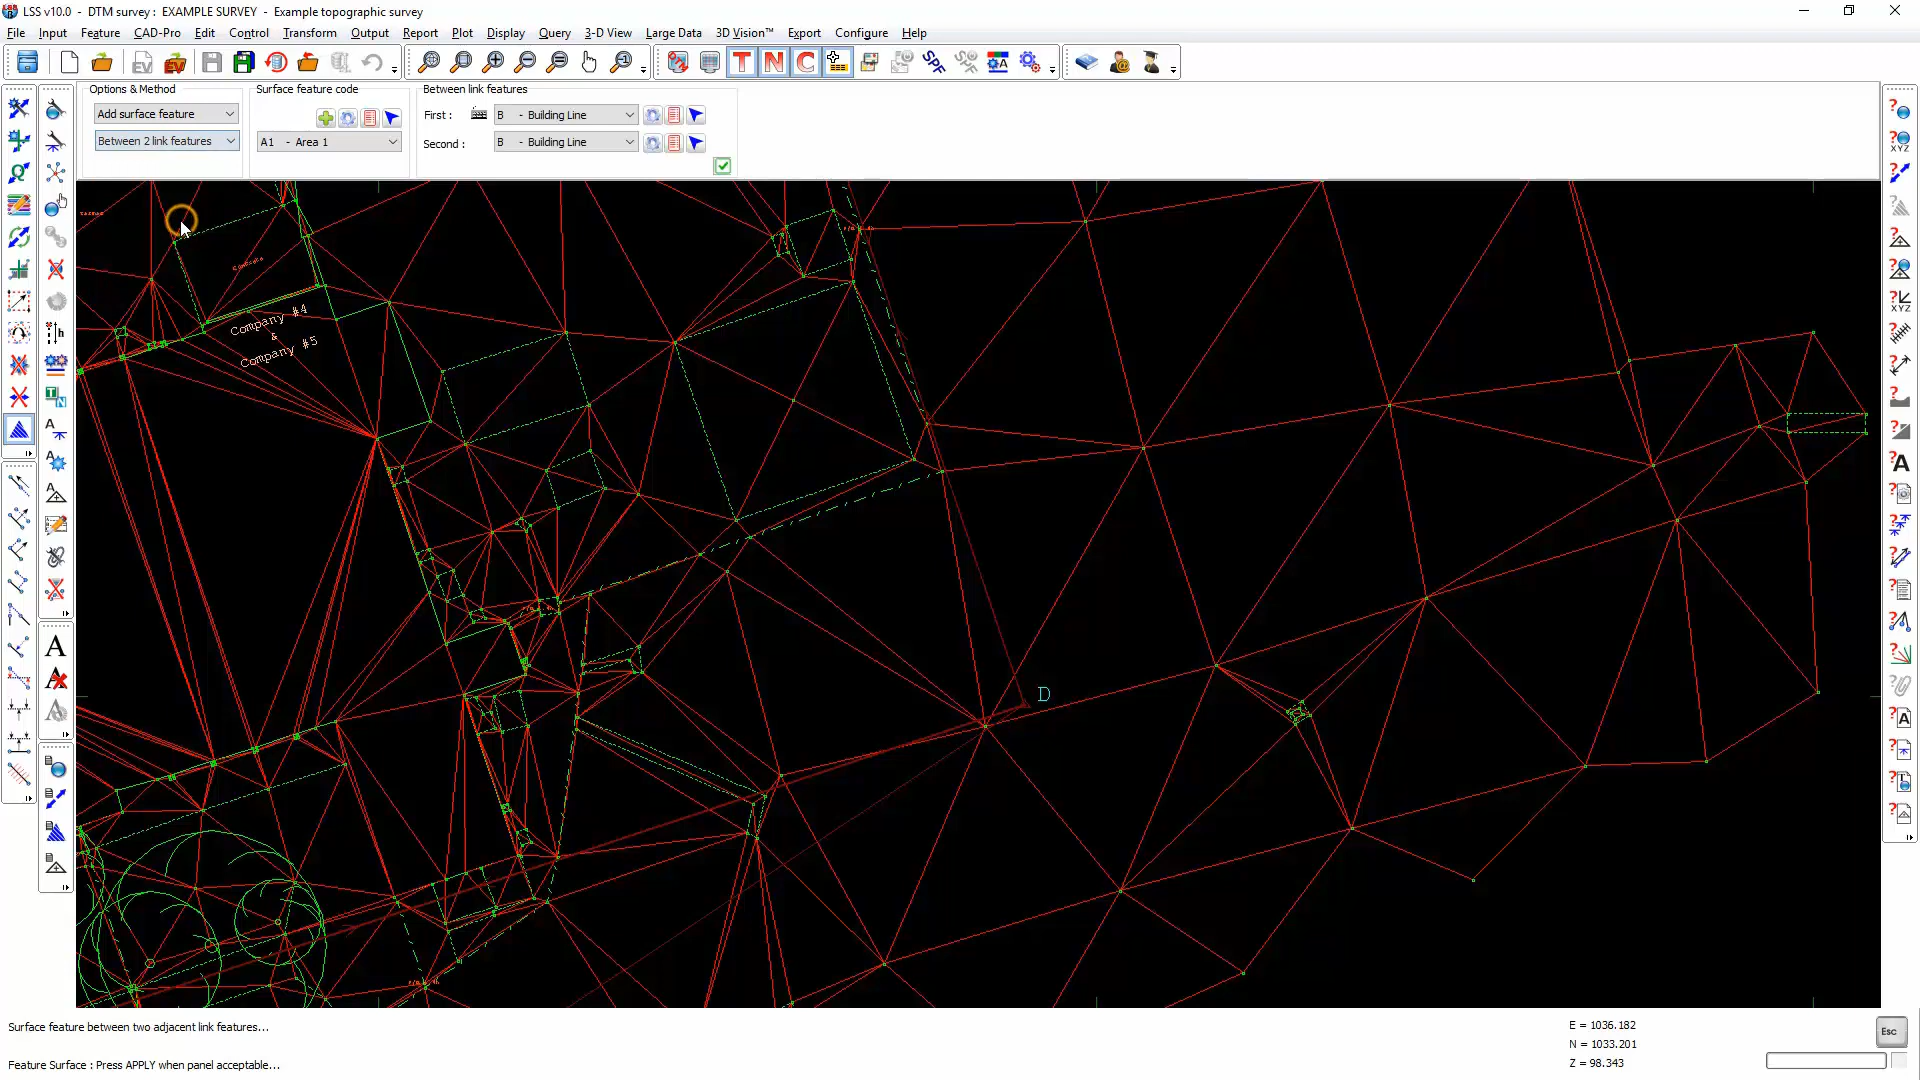 LSS v10.0 - DTM survey : EXAMPLE SURVEY - Example topographic survey
File Input Feature CAD-Pro Edit Control Transform Output Report Plot Display Query 3-D View Large Data 3D Vision™ Export Configure Help
EV EV T N C SPF A
Options & Method Surface feature code Between link features
Add surface feature First : B - Building Line
Between 2 link features A1 - Area 1 Second : B - Building Line
Company #4
&
Company #5
D
Surface feature between two adjacent link features...
Feature Surface : Press APPLY when panel acceptable...
E = 1036.182
N = 1033.201
Z = 98.343
Esc